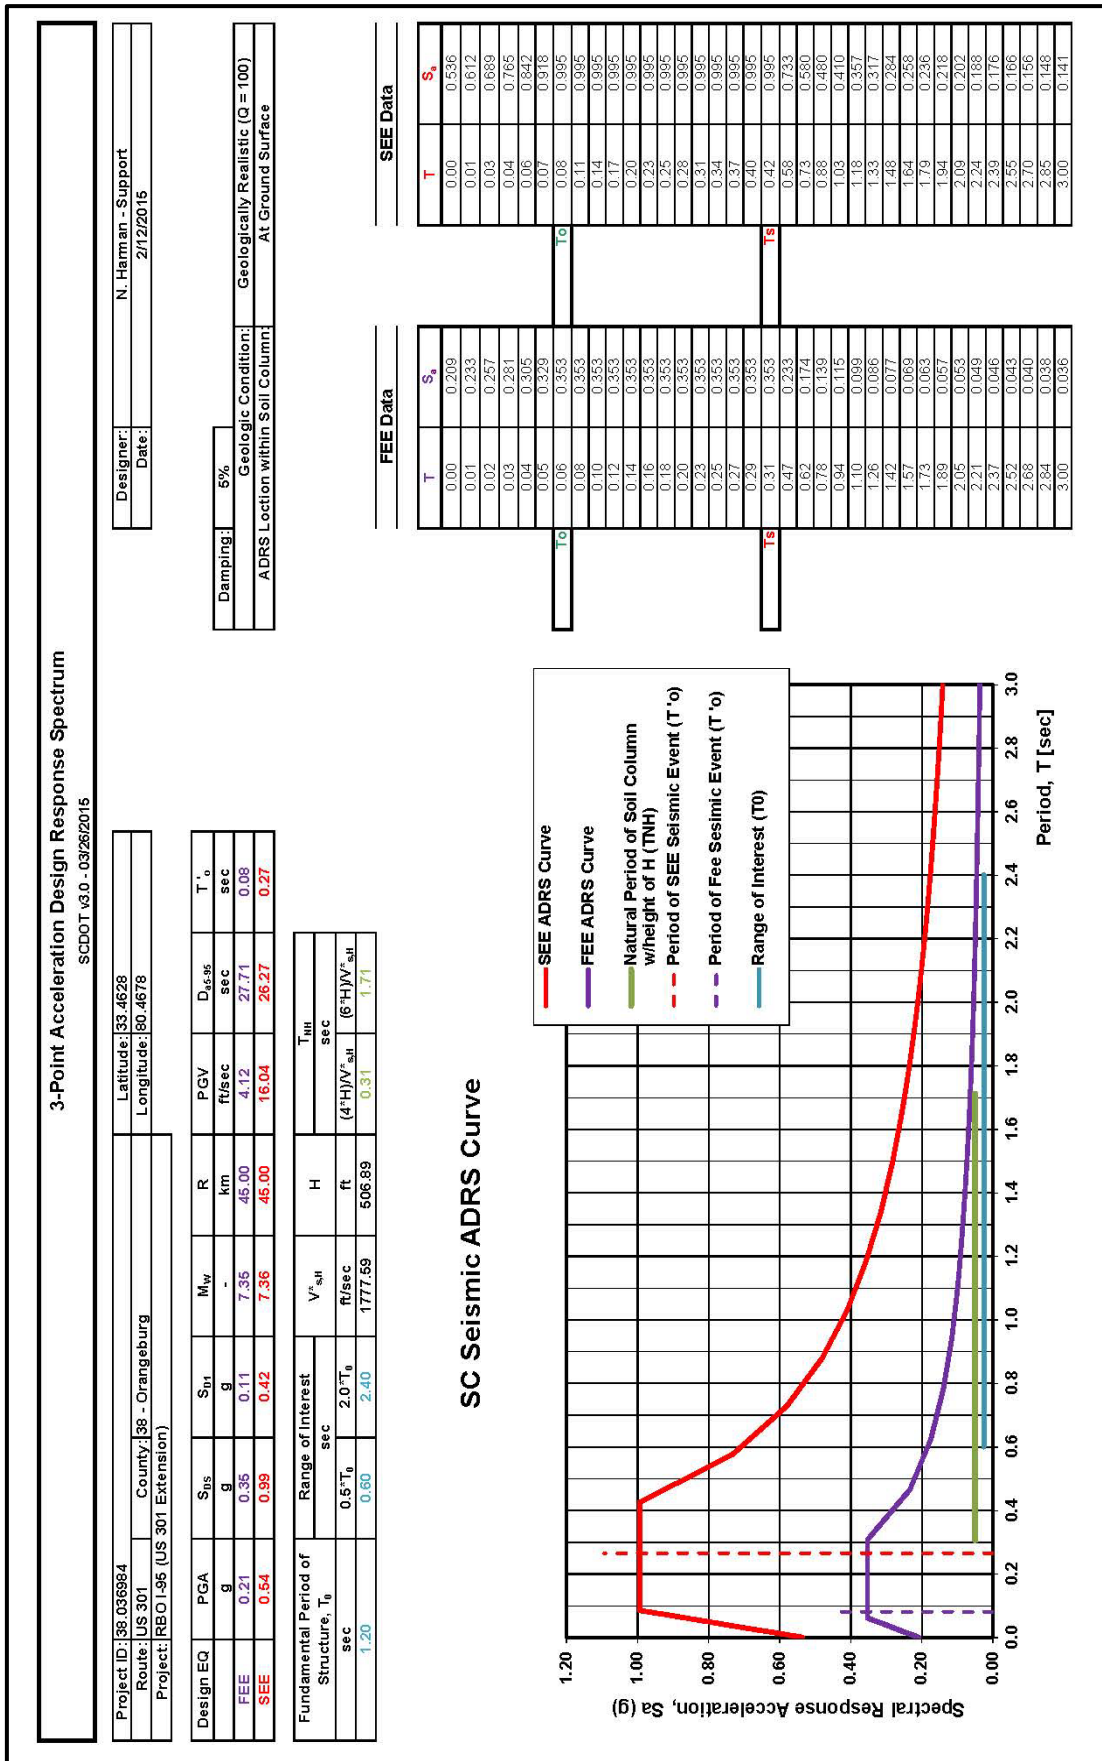 3-Point Acceleration Design Response Spectrum
SCDOT v3.0 - 03/26/2015
Project ID: 38.036984 Latitude: 33.4628 Designer: N. Harman - Support
Route: US 301 County: 38 - Orangeburg Longitude: 80.4678 Date: 2/12/2015
Project: RBO I-95 (US 301 Extension)
Design EQ PGA SDS SD1 MW R PGV Da5-95 T'o
g g g - km ft/sec sec sec
FEE 0.21 0.35 0.11 7.35 45.00 4.12 27.71 0.08
SEE 0.54 0.99 0.42 7.36 45.00 16.04 26.27 0.27
Damping: 5%
Geologic Condition: Geologically Realistic (Q = 100)
ADRS Loction within Soil Column: At Ground Surface
Fundamental Period of Structure, T0 Range of Interest V*s,H H TNH
sec sec ft/sec ft sec
0.5*T0 2.0*T0 (4*H)/V*s,H (6*H)/V*s,H
1.20 0.60 2.40 1777.59 506.89 0.31 1.71
SC Seismic ADRS Curve
SEE ADRS Curve
FEE ADRS Curve
Natural Period of Soil Column
w/height of H (TNH)
Period of SEE Seismic Event (T'o)
Period of Fee Sesimic Event (T'o)
Range of Interest (T0)
Spectral Response Acceleration, Sa (g)
1.20
1.00
0.80
0.60
0.40
0.20
0.00
0.0 0.2 0.4 0.6 0.8 1.0 1.2 1.4 1.6 1.8 2.0 2.2 2.4 2.6 2.8 3.0
Period, T [sec]
FEE Data SEE Data
T Sa T Sa
0.00 0.209 0.00 0.536
0.01 0.233 0.01 0.612
0.02 0.257 0.03 0.689
0.03 0.281 0.04 0.765
0.04 0.305 0.06 0.842
0.05 0.329 0.07 0.918
To 0.06 0.353 To 0.08 0.995
0.08 0.353 0.11 0.995
0.10 0.353 0.14 0.995
0.12 0.353 0.17 0.995
0.14 0.353 0.20 0.995
0.16 0.353 0.23 0.995
0.18 0.353 0.25 0.995
0.20 0.353 0.28 0.995
0.23 0.353 0.31 0.995
0.25 0.353 0.34 0.995
0.27 0.353 0.37 0.995
0.29 0.353 0.40 0.995
Ts 0.31 0.353 Ts 0.42 0.995
0.47 0.233 0.58 0.733
0.62 0.174 0.73 0.580
0.78 0.139 0.88 0.480
0.94 0.115 1.03 0.410
1.10 0.099 1.18 0.357
1.26 0.086 1.33 0.317
1.42 0.077 1.48 0.284
1.57 0.069 1.64 0.258
1.73 0.063 1.79 0.236
1.89 0.057 1.94 0.218
2.05 0.053 2.09 0.202
2.21 0.049 2.24 0.188
2.37 0.046 2.39 0.176
2.52 0.043 2.55 0.166
2.68 0.040 2.70 0.156
2.84 0.038 2.85 0.148
3.00 0.036 3.00 0.141